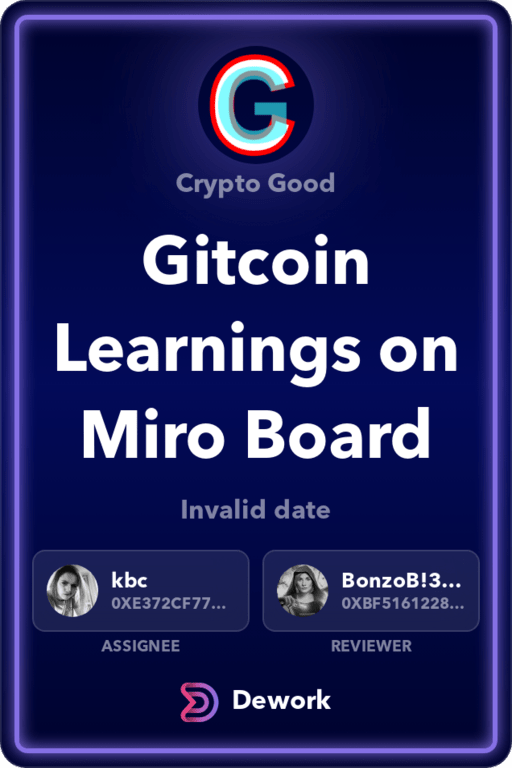 Crypto Good
Gitcoin
Learnings on
Miro Board
Invalid date
kbc
0XE372CF77...
BonzoB!3...
0XBF5161228...
ASSIGNEE
REVIEWER
Dework